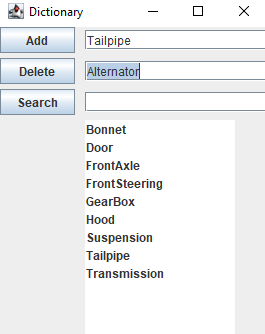 Dictionary
Add Tailpipe
Delete Alternator
Search
Bonnet
Door
FrontAxle
FrontSteering
GearBox
Hood
Suspension
Tailpipe
Transmission